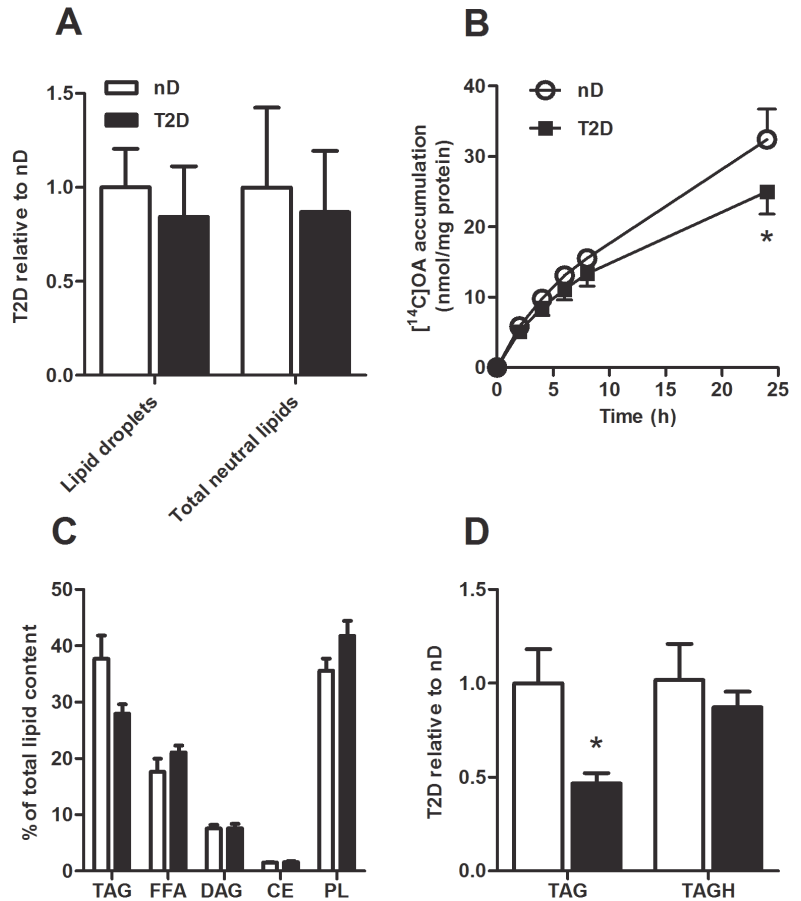 A
nD
T2D
T2D relative to nD
1.5
1.0
0.5
0.0
Lipid droplets
Total neutral lipids
B
nD
T2D
[¹⁴C]OA accumulation
(nmol/mg protein)
40
30
20
10
0
*
0 5 10 15 20 25
Time (h)
C
% of total lipid content
50
40
30
20
10
0
TAG FFA DAG CE PL
D
T2D relative to nD
1.5
1.0
0.5
0.0
*
TAG TAGH